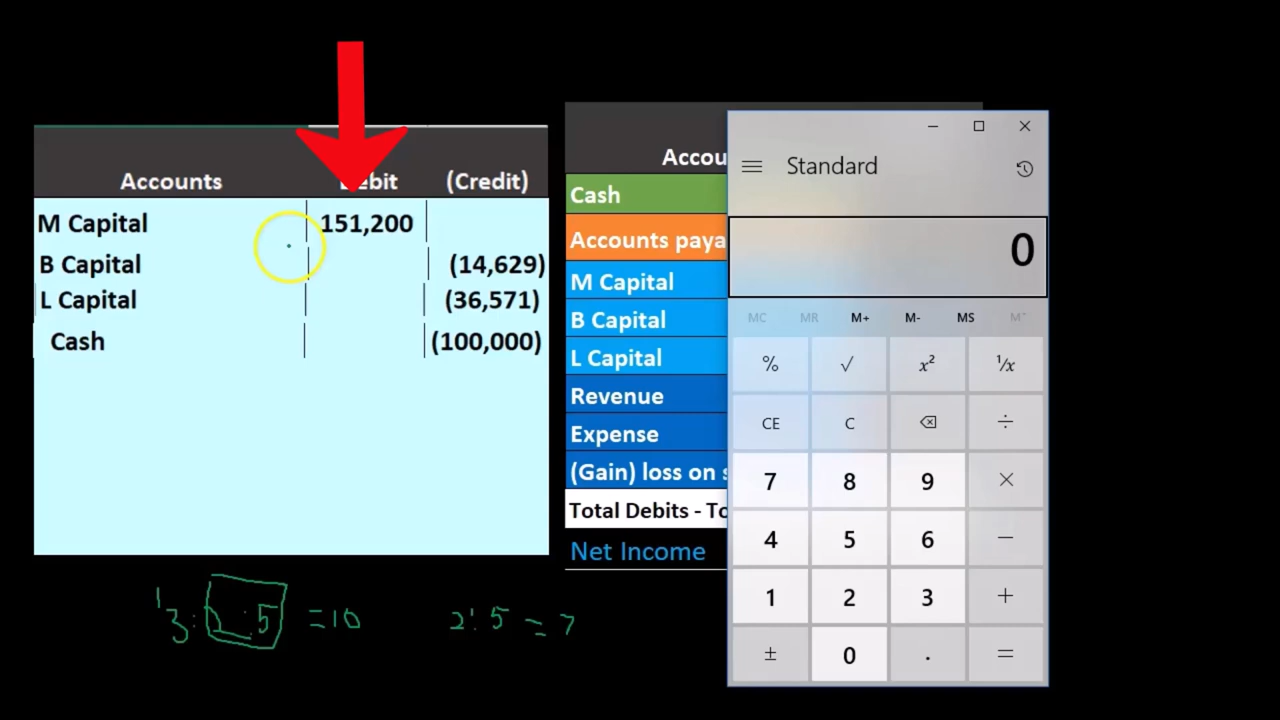 Accounts Debit (Credit)
M Capital 151,200
B Capital (14,629)
L Capital (36,571)
Cash (100,000)
Accou
Cash
Accounts paya
M Capital
B Capital
L Capital
Revenue
Expense
(Gain) loss on s
Total Debits - To
Net Income
Standard
0
MC MR M+ M- MS M˅
% √ x² ¹/x
CE C ⌫ ÷
7 8 9 ×
4 5 6 −
1 2 3 +
± 0 . =
:5 = 10 2:5 = 7